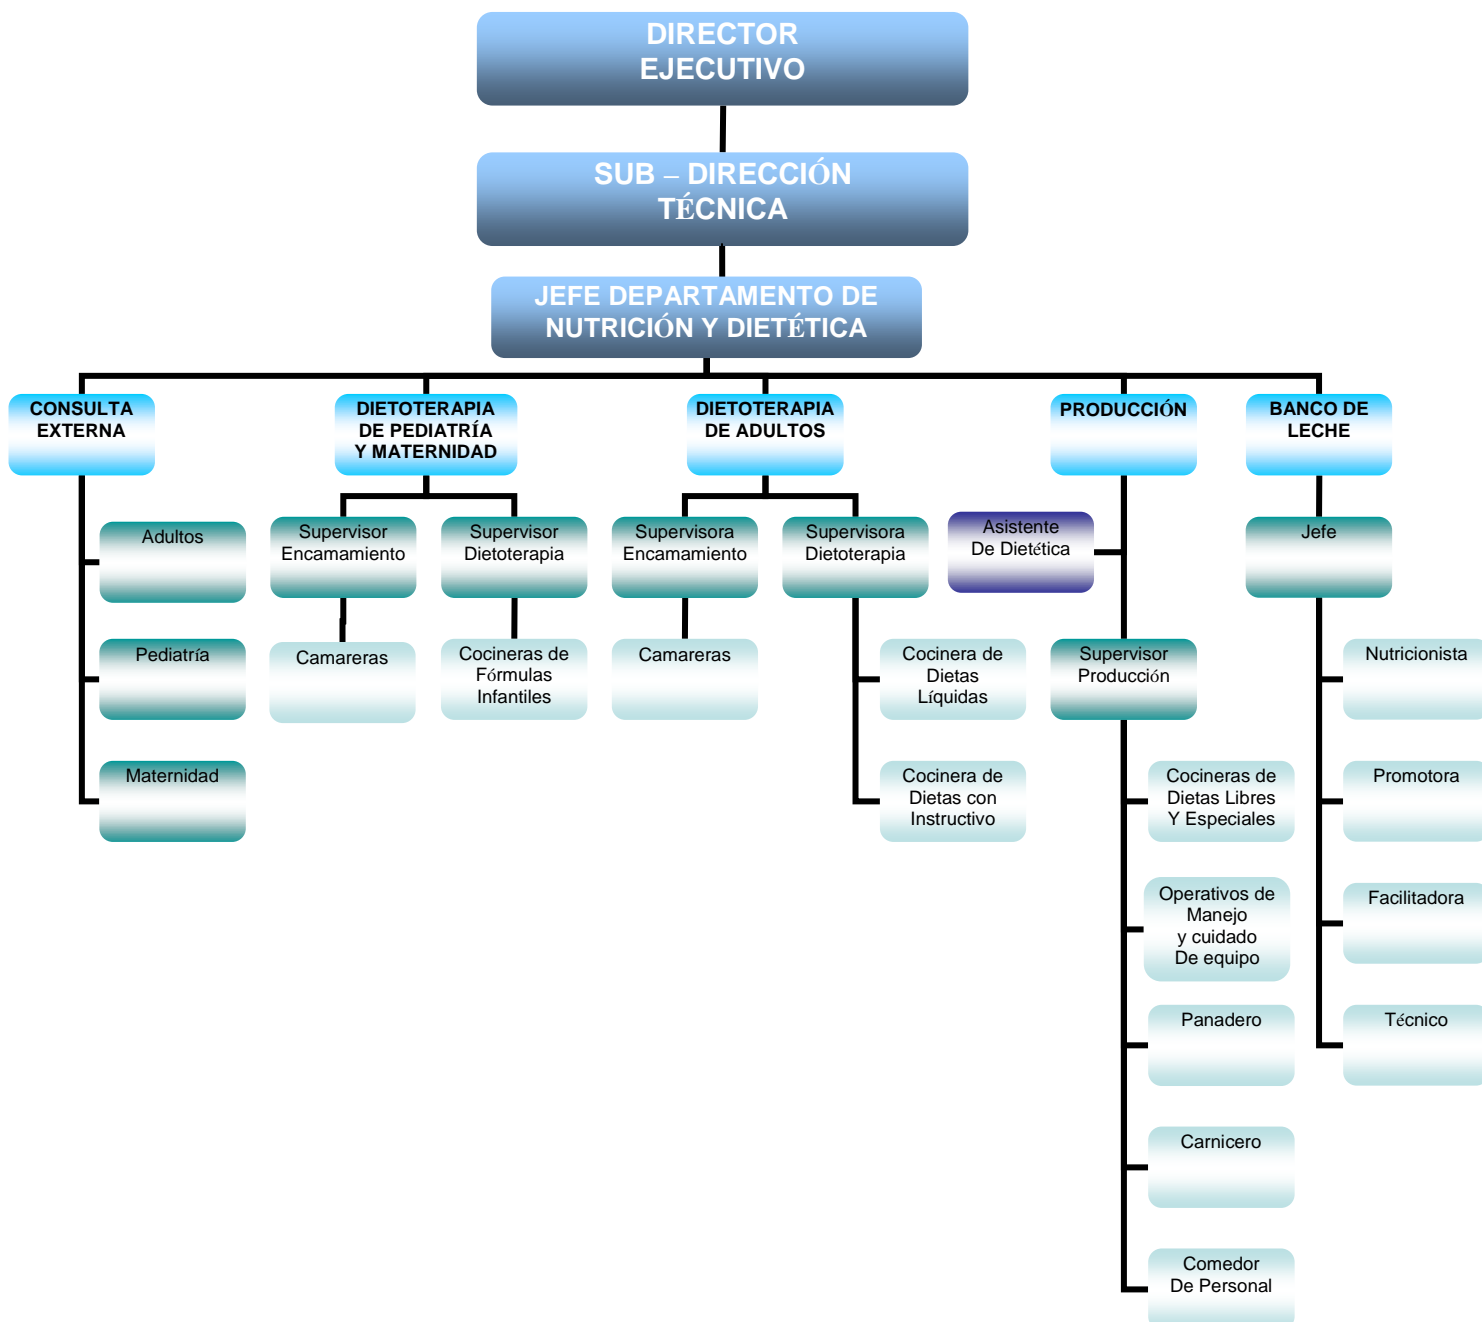 DIRECTOR
EJECUTIVO
SUB – DIRECCIÓN
TÉCNICA
JEFE DEPARTAMENTO DE
NUTRICIÓN Y DIETÉTICA
CONSULTA
EXTERNA
DIETOTERAPIA
DE PEDIATRÍA
Y MATERNIDAD
DIETOTERAPIA
DE ADULTOS
PRODUCCIÓN
BANCO DE
LECHE
Adultos
Pediatría
Maternidad
Supervisor
Encamamiento
Camareras
Supervisor
Dietoterapia
Cocineras de
Fórmulas
Infantiles
Supervisora
Encamamiento
Camareras
Supervisora
Dietoterapia
Cocinera de
Dietas
Líquidas
Cocinera de
Dietas con
Instructivo
Asistente
De Dietética
Supervisor
Producción
Cocineras de
Dietas Libres
Y Especiales
Operativos de
Manejo
y cuidado
De equipo
Panadero
Carnicero
Comedor
De Personal
Jefe
Nutricionista
Promotora
Facilitadora
Técnico